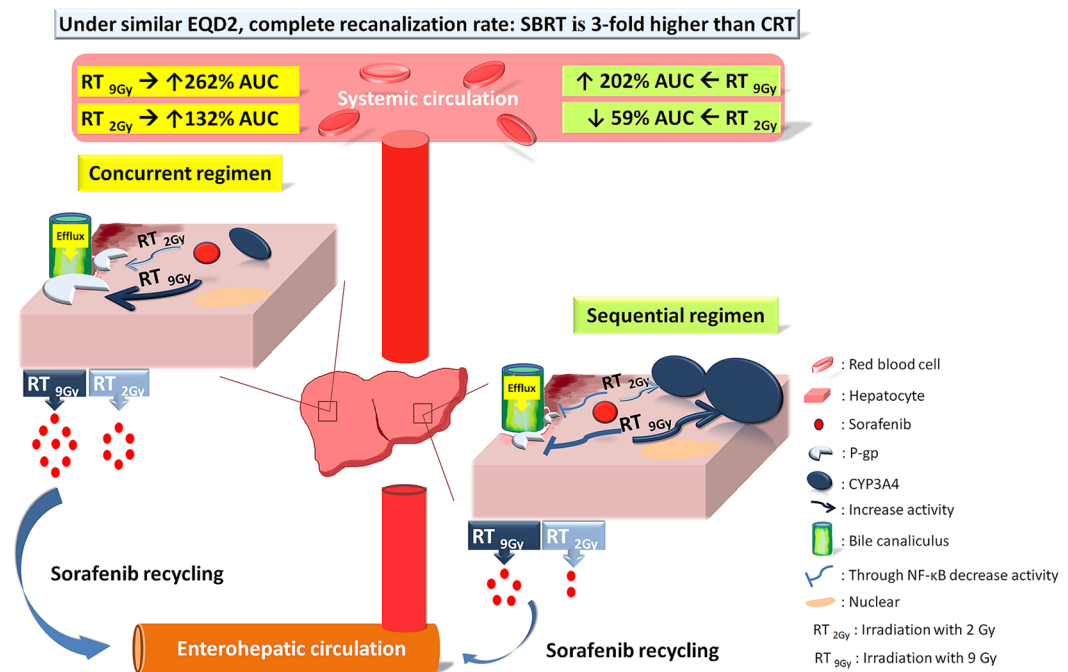 Under similar EQD2, complete recanalization rate: SBRT is 3-fold higher than CRT
RT 9Gy → ↑262% AUC
RT 2Gy → ↑132% AUC
Systemic circulation
↑ 202% AUC ← RT 9Gy
↓ 59% AUC ← RT 2Gy
Concurrent regimen
Efflux
RT 2Gy
RT 9Gy
RT 9Gy
RT 2Gy
Sorafenib recycling
Sequential regimen
Efflux
RT 2Gy
RT 9Gy
RT 9Gy
RT 2Gy
Sorafenib recycling
Enterohepatic circulation
: Red blood cell
: Hepatocyte
: Sorafenib
: P-gp
: CYP3A4
: Increase activity
: Bile canaliculus
: Through NF-κB decrease activity
: Nuclear
RT 2Gy : Irradiation with 2 Gy
RT 9Gy : Irradiation with 9 Gy